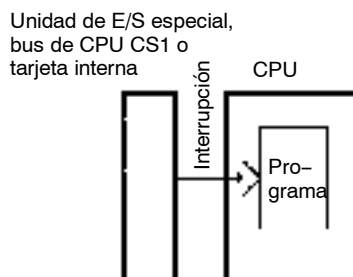 Unidad de E/S especial,
bus de CPU CS1 o
tarjeta interna
Interrupción
CPU
Pro–
grama